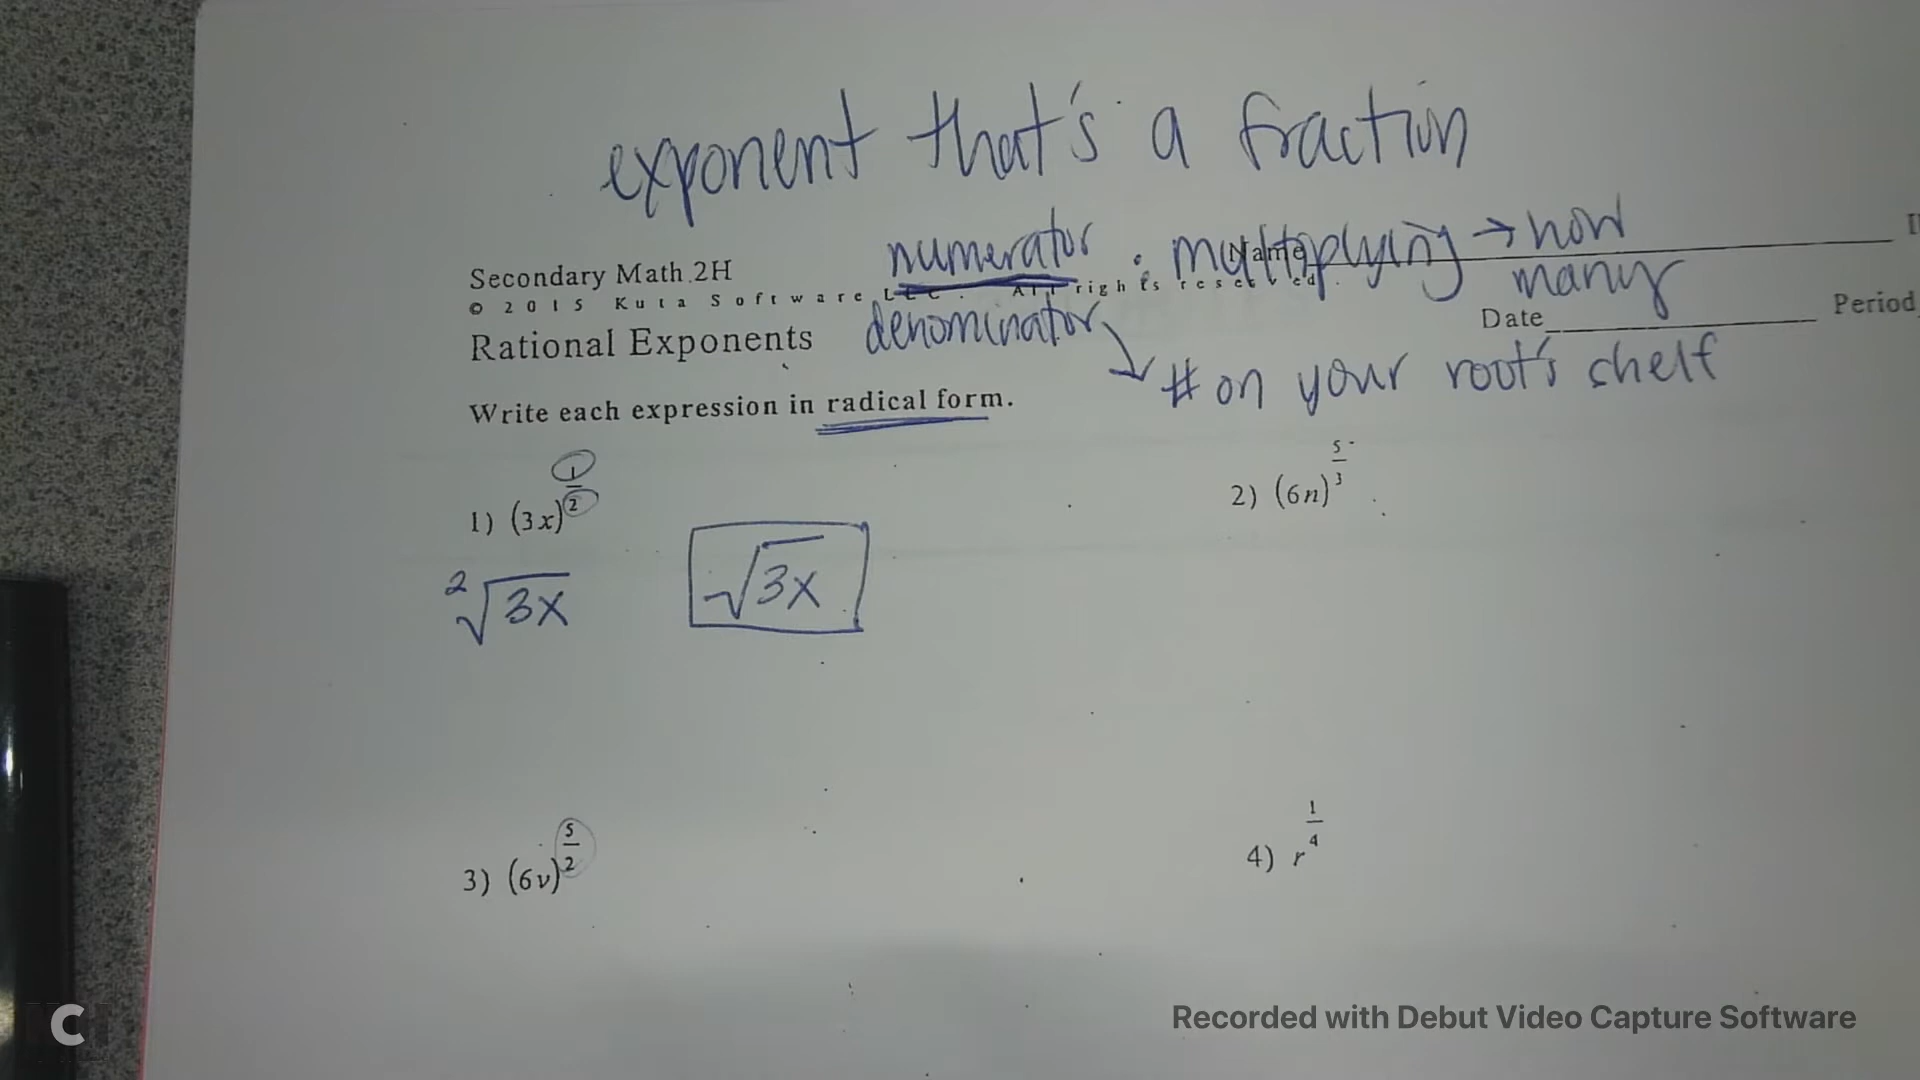 exponent that's a fraction
numerator : multiplying → how many
Secondary Math 2H Name
© 2015 Kuta Software LLC. All rights reserved.
denominator → # on your root's shelf
Date Period
Rational Exponents
Write each expression in radical form.
1) (3x)^(1/2)
2) (6n)^(5/3)
²√3x √3x
3) (6v)^(5/2)
4) r^(1/4)
Recorded with Debut Video Capture Software